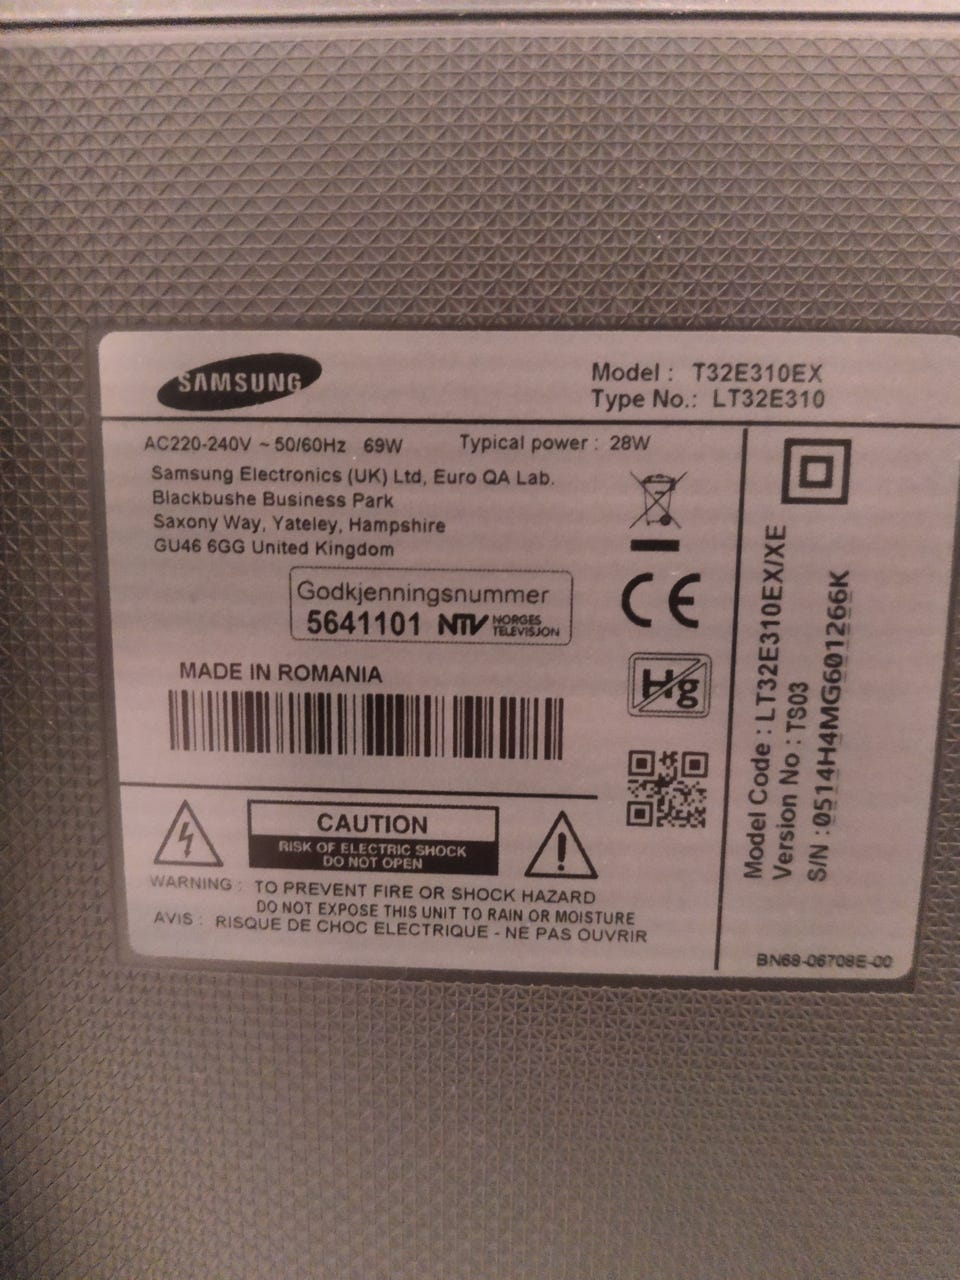 SAMSUNG
Model : T32E310EX
Type No.: LT32E310
AC220-240V ~ 50/60Hz 69W Typical power : 28W
Samsung Electronics (UK) Ltd, Euro QA Lab.
Blackbushe Business Park
Saxony Way, Yateley, Hampshire
GU46 6GG United Kingdom
Godkjenningsnummer
5641101 NTV NORGES
TELEVISJON
CE
MADE IN ROMANIA
Hg
CAUTION
RISK OF ELECTRIC SHOCK
DO NOT OPEN
WARNING : TO PREVENT FIRE OR SHOCK HAZARD
DO NOT EXPOSE THIS UNIT TO RAIN OR MOISTURE
AVIS : RISQUE DE CHOC ELECTRIQUE - NE PAS OUVRIR
Model Code : LT32E310EX/XE
Version No : TS03
S/N : 0514H4MG601266K
BN68-06708E-00